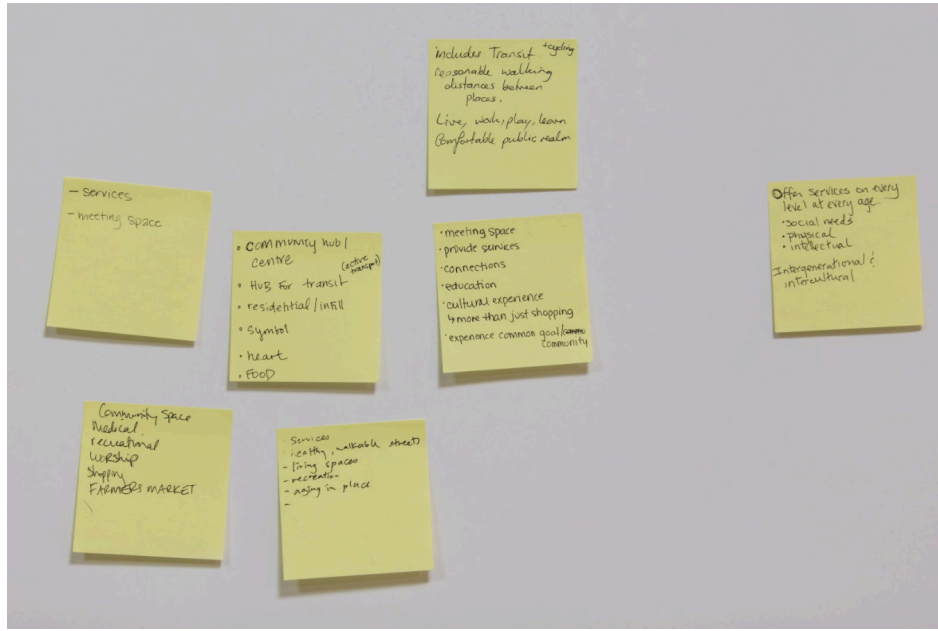 includes Transit +cycling
reasonable walking
distances between
places.
Live, work, play, learn
Comfortable public realm
- Services
- meeting Space
• community hub/
centre
(active
transpo)
• HUB For transit
• residential/infill
• Symbol
• heart
• FOOD
• meeting space
• provide services
• connections
• education
• cultural experience
↳ more than just shopping
• experience common goal/
community
Offer services on every
level at every age
• social needs
• physical
• intellectual
Intergenerational &
intercultural
Community Space
Medical
recreational
WORSHIP
Shopping
FARMERS MARKET
- Services
- healthy, walkable streets
- living spaces
- recreation
- aging in place
-